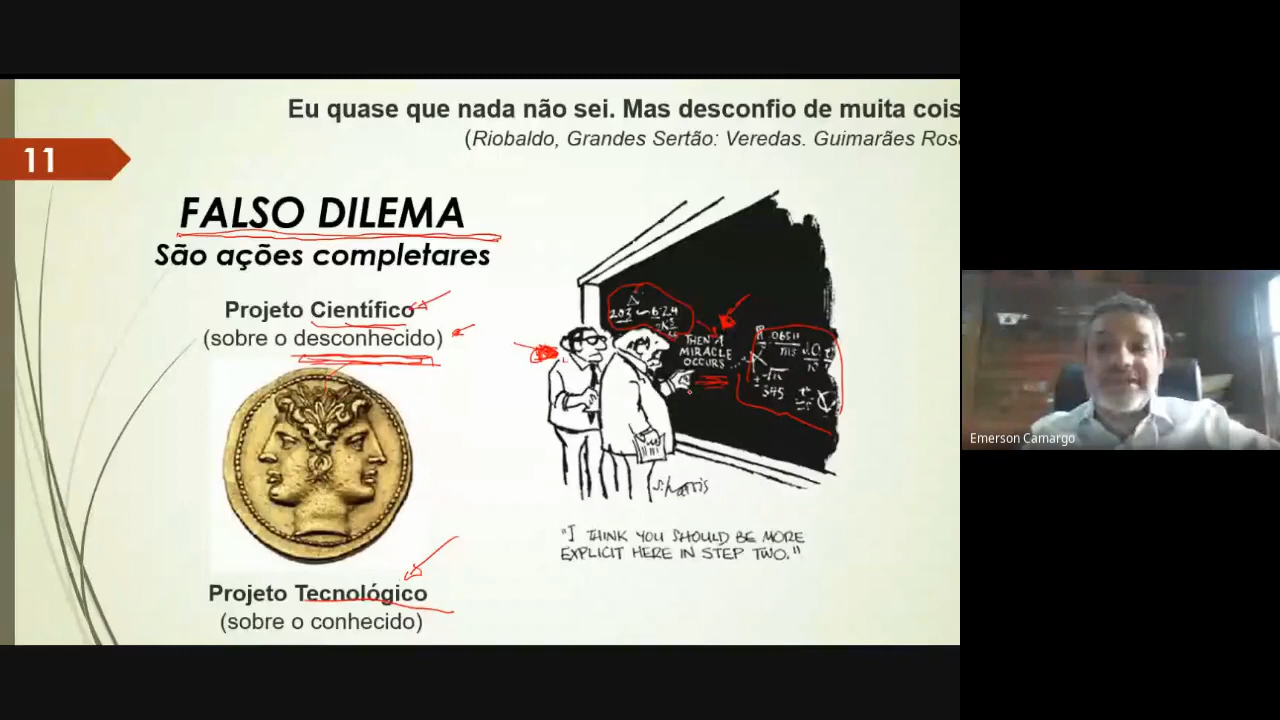 Eu quase que nada não sei. Mas desconfio de muita cois
(Riobaldo, Grandes Sertão: Veredas. Guimarães Rosa
11
FALSO DILEMA
São ações completares
Projeto Científico
(sobre o desconhecido)
Projeto Tecnológico
(sobre o conhecido)
THEN A
MIRACLE
OCCURS...
S. Harris
"I THINK YOU SHOULD BE MORE
EXPLICIT HERE IN STEP TWO."
Emerson Camargo